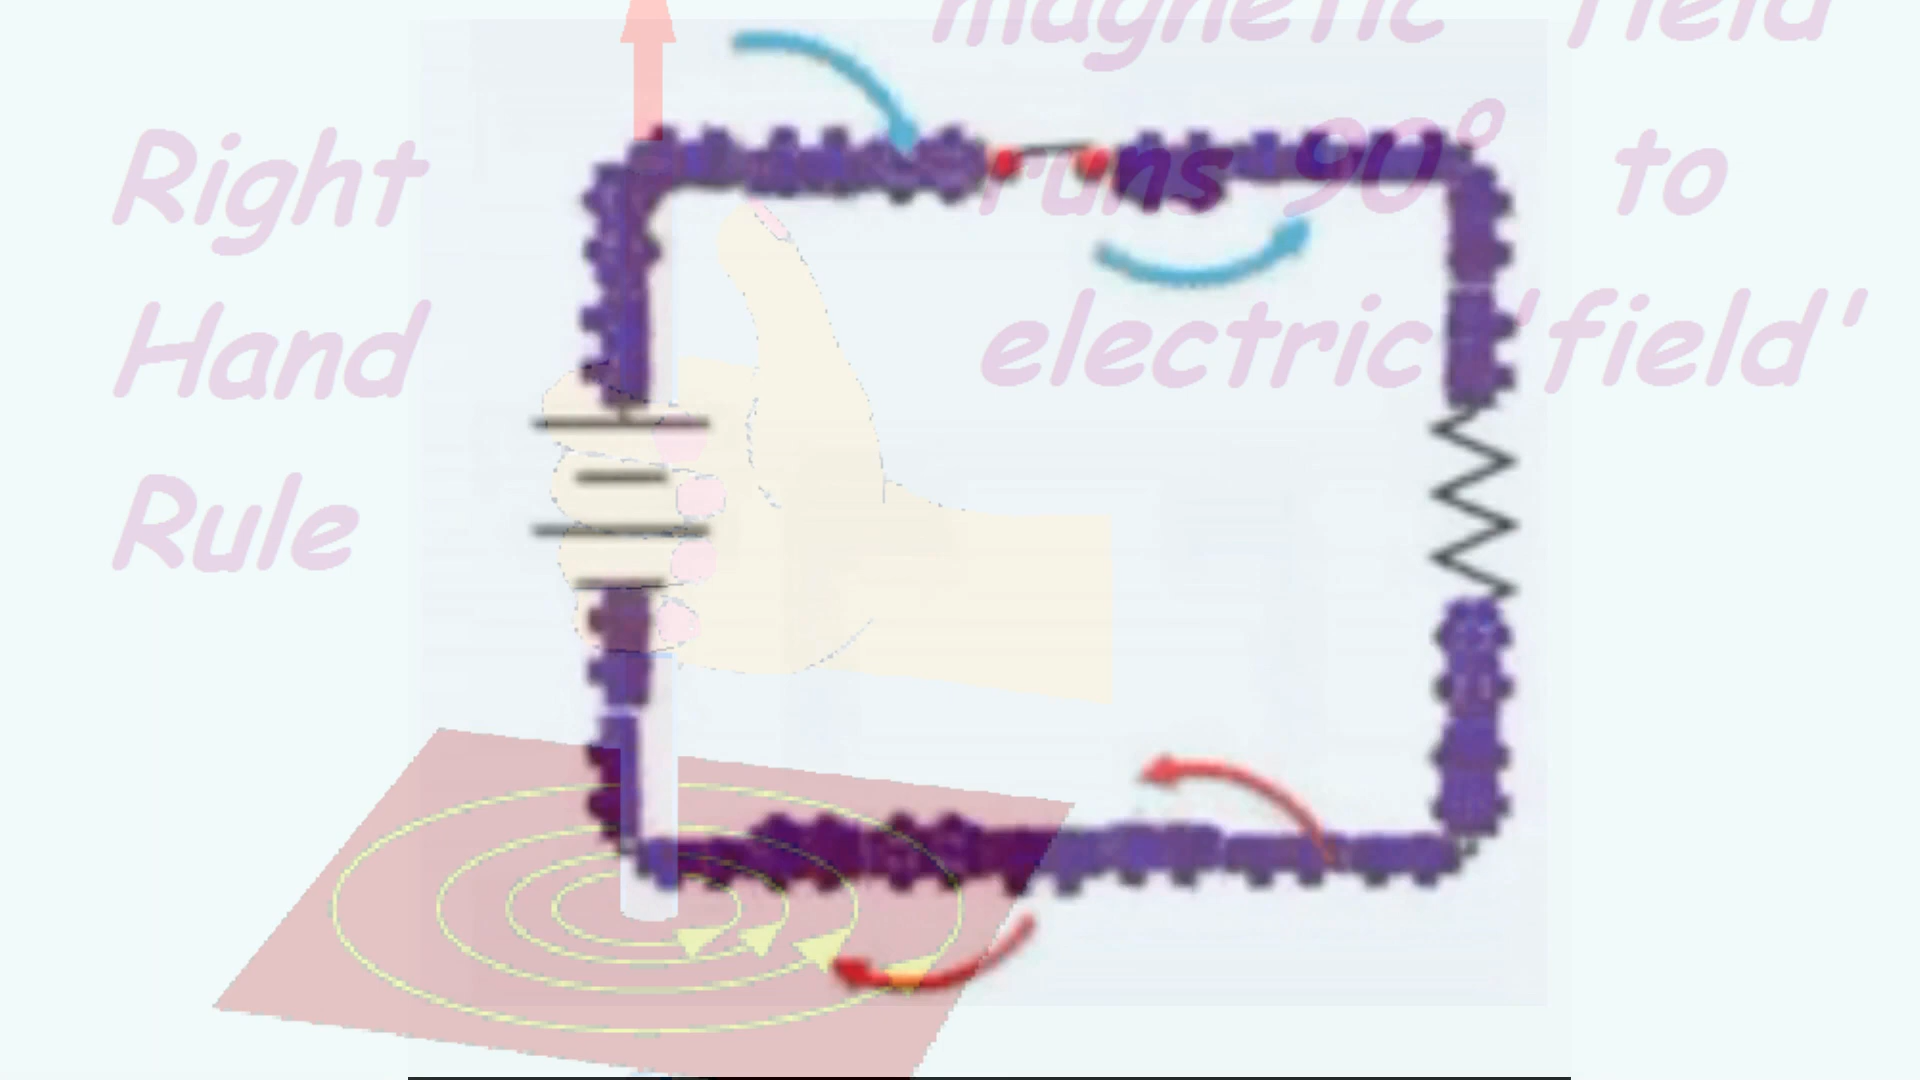 magnetic field
Right
Hand
Rule
runs 90° to
electric 'field'